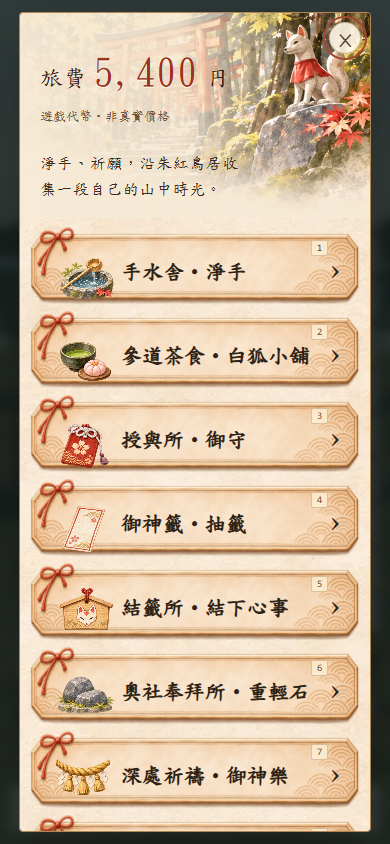 旅費 5,400 円
遊戲代幣・非真實價格
淨手、祈願，沿朱紅鳥居收
集一段自己的山中時光。
1
手水舍・淨手
2
參道茶食・白狐小舖
3
授與所・御守
4
御神籤・抽籤
5
結籤所・結下心事
6
奧社奉拜所・重輕石
7
深處祈禱・御神樂